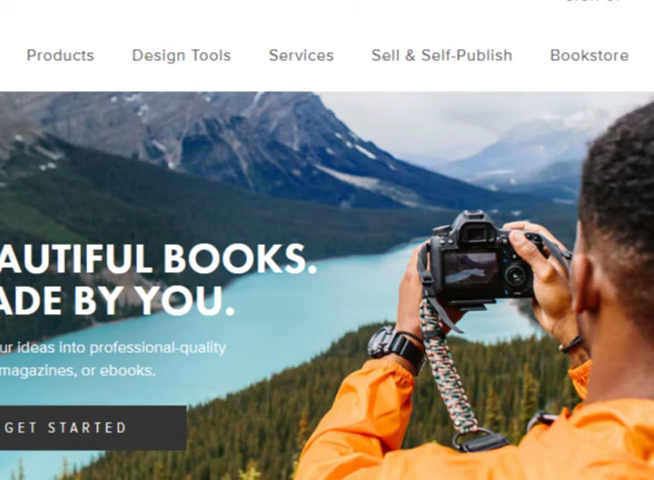 Products Design Tools Services Sell & Self-Publish Bookstore
AUTIFUL BOOKS.
ADE BY YOU.
ur ideas into professional-quality
magazines, or ebooks.
GET STARTED